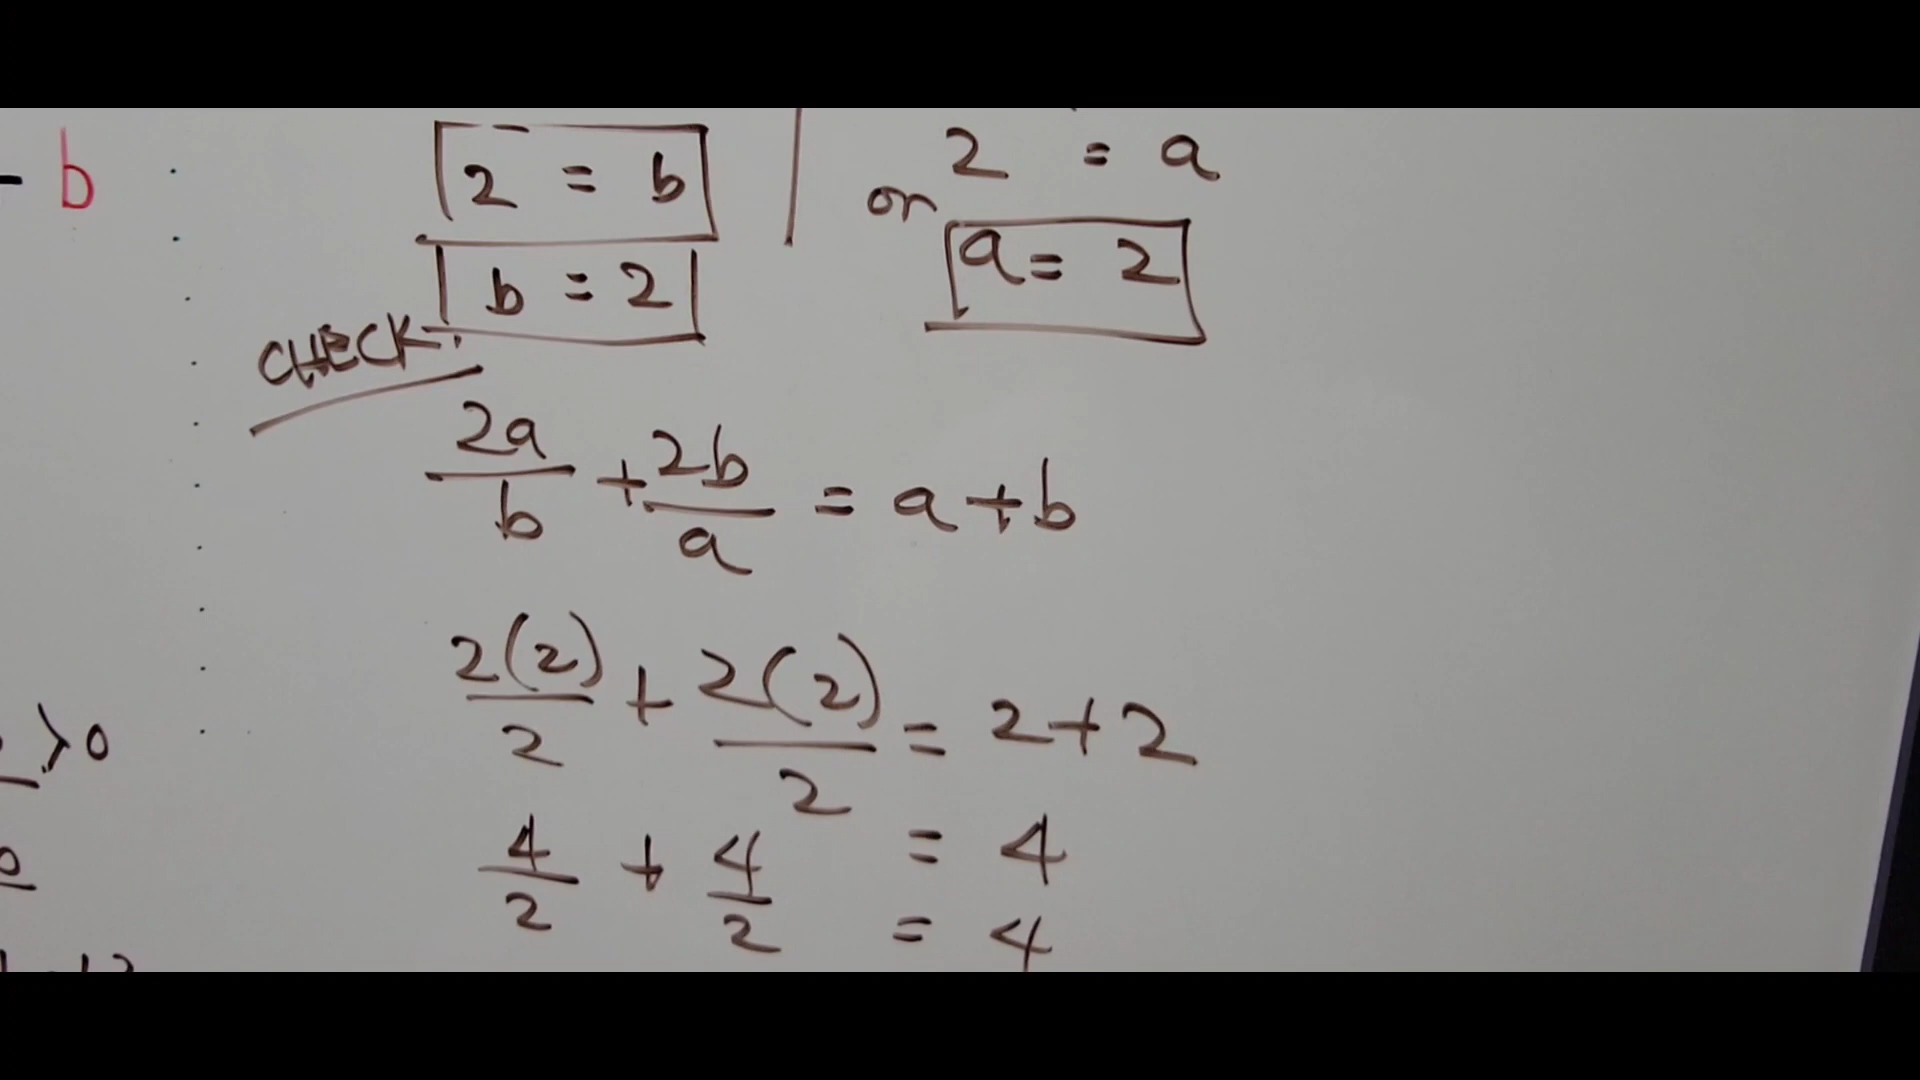 - b
2 = b
2 = a
or
b = 2
a = 2
CHECK:
2a/b + 2b/a = a + b
2(2)/2 + 2(2)/2 = 2 + 2
>0
4/2 + 4/2 = 4
= 4